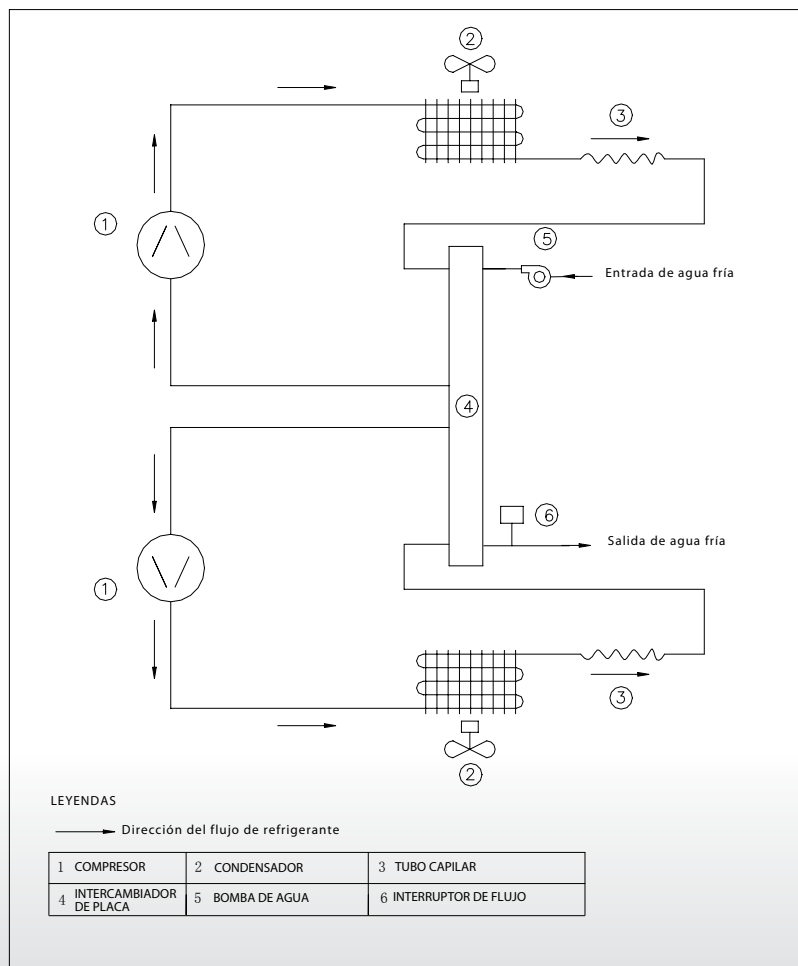 2
3
1
5
Entrada de agua fría
4
6
Salida de agua fría
1
3
2
LEYENDAS
Dirección del flujo de refrigerante
1 COMPRESOR 2 CONDENSADOR 3 TUBO CAPILAR
4 INTERCAMBIADOR DE PLACA 5 BOMBA DE AGUA 6 INTERRUPTOR DE FLUJO